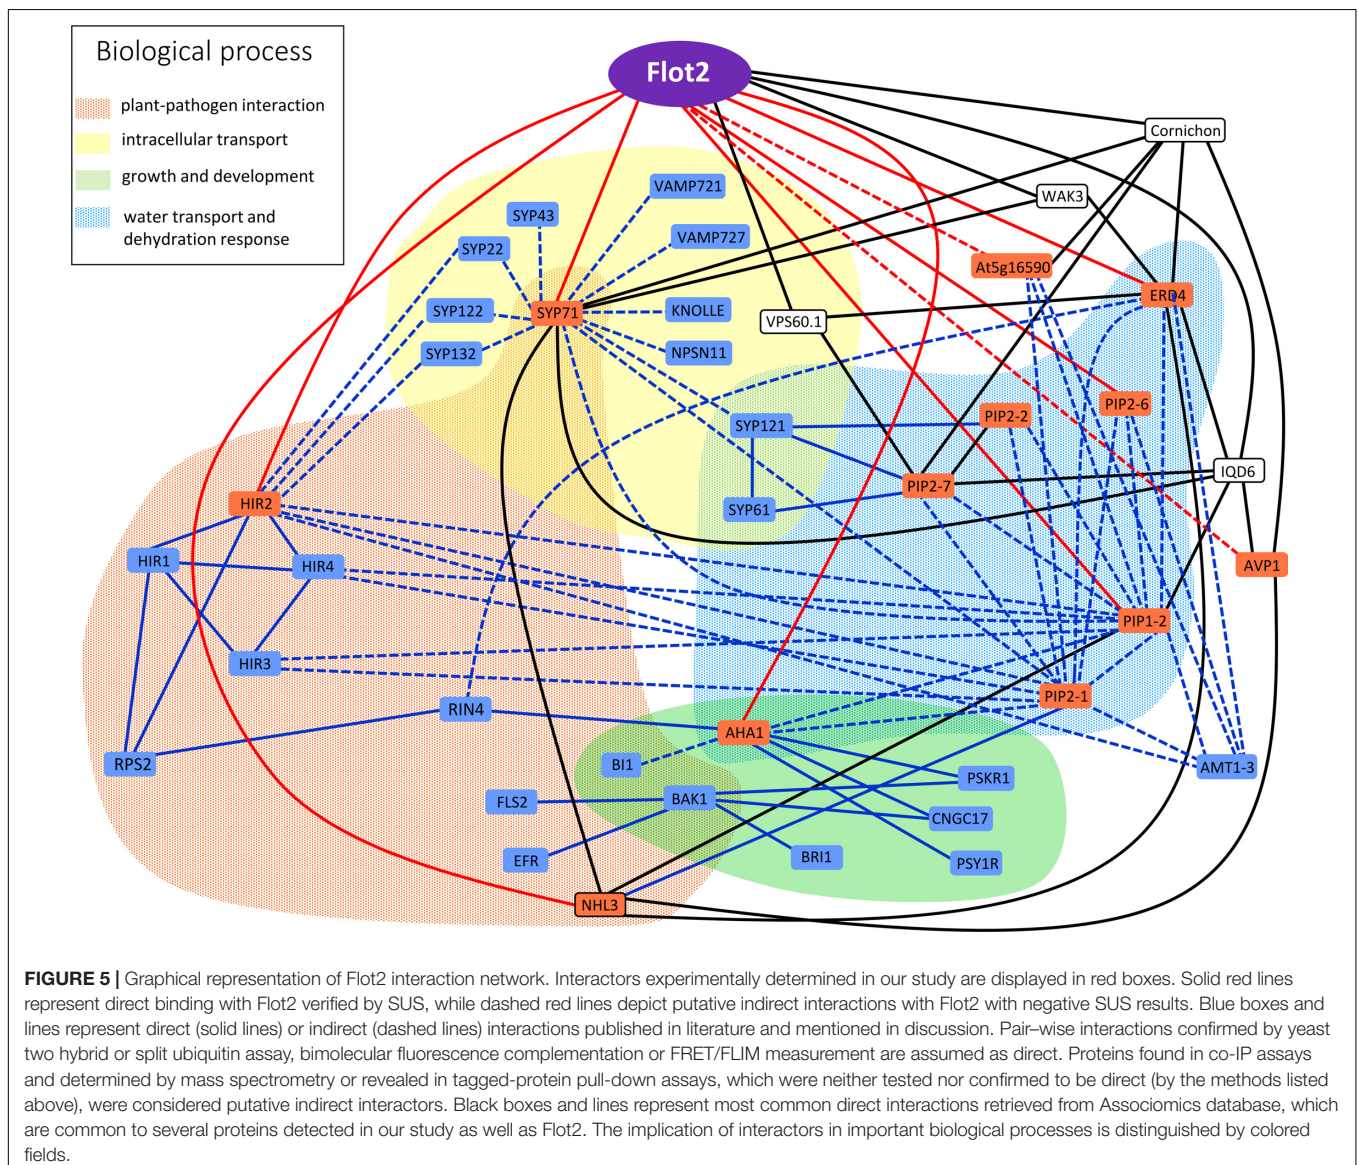 Biological process
plant-pathogen interaction
intracellular transport
growth and development
water transport and
dehydration response
Flot2
Cornichon
WAK3
VAMP721
SYP43
VAMP727
SYP22
At5g16590
ERD4
SYP122
SYP71
KNOLLE
VPS60.1
SYP132
NPSN11
PIP2-6
PIP2-2
SYP121
IQD6
PIP2-7
HIR2
SYP61
HIR1
HIR4
AVP1
PIP1-2
HIR3
PIP2-1
RIN4
AHA1
RPS2
BI1
AMT1-3
PSKR1
FLS2
BAK1
CNGC17
EFR
BRI1
PSY1R
NHL3
FIGURE 5 | Graphical representation of Flot2 interaction network. Interactors experimentally determined in our study are displayed in red boxes. Solid red lines
represent direct binding with Flot2 verified by SUS, while dashed red lines depict putative indirect interactions with Flot2 with negative SUS results. Blue boxes and
lines represent direct (solid lines) or indirect (dashed lines) interactions published in literature and mentioned in discussion. Pair–wise interactions confirmed by yeast
two hybrid or split ubiquitin assay, bimolecular fluorescence complementation or FRET/FLIM measurement are assumed as direct. Proteins found in co-IP assays
and determined by mass spectrometry or revealed in tagged-protein pull-down assays, which were neither tested nor confirmed to be direct (by the methods listed
above), were considered putative indirect interactors. Black boxes and lines represent most common direct interactions retrieved from Associomics database, which
are common to several proteins detected in our study as well as Flot2. The implication of interactors in important biological processes is distinguished by colored
fields.